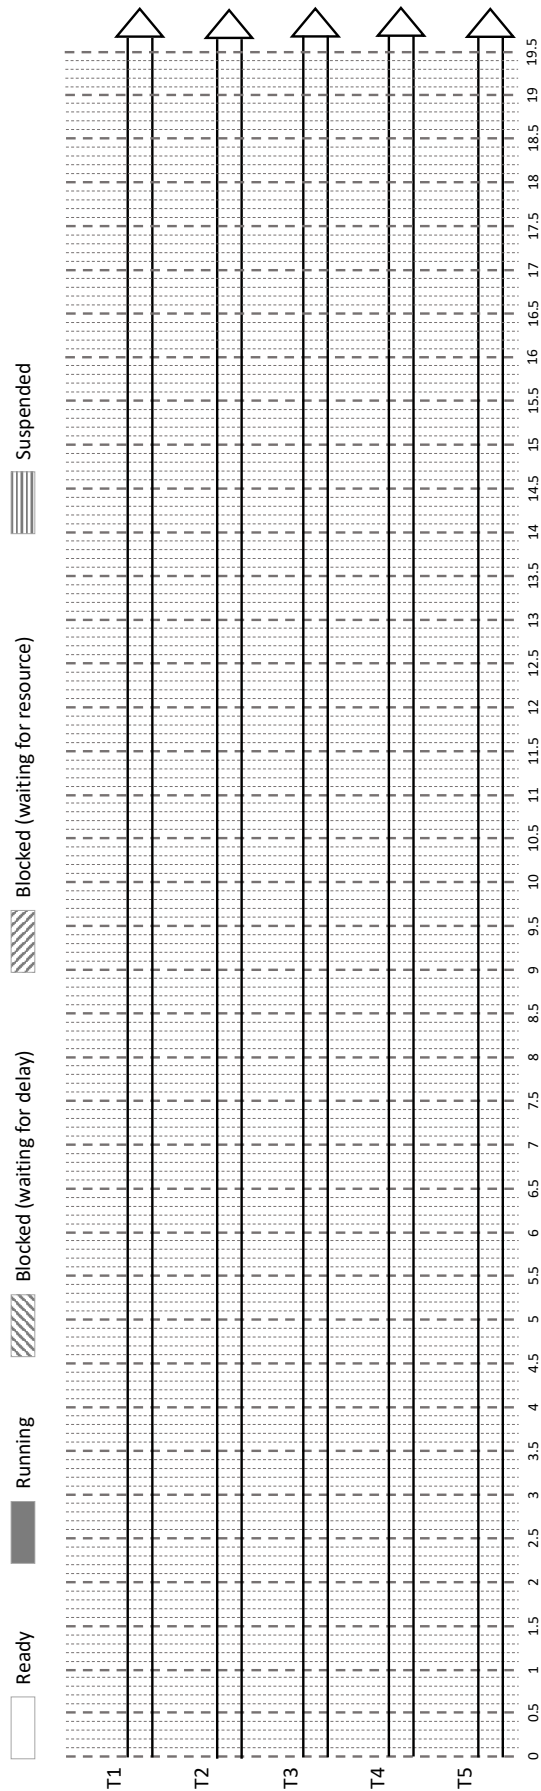 Ready Running Blocked (waiting for delay) Blocked (waiting for resource) Suspended
T1
T2
T3
T4
T5
0 0.5 1 1.5 2 2.5 3 3.5 4 4.5 5 5.5 6 6.5 7 7.5 8 8.5 9 9.5 10 10.5 11 11.5 12 12.5 13 13.5 14 14.5 15 15.5 16 16.5 17 17.5 18 18.5 19 19.5